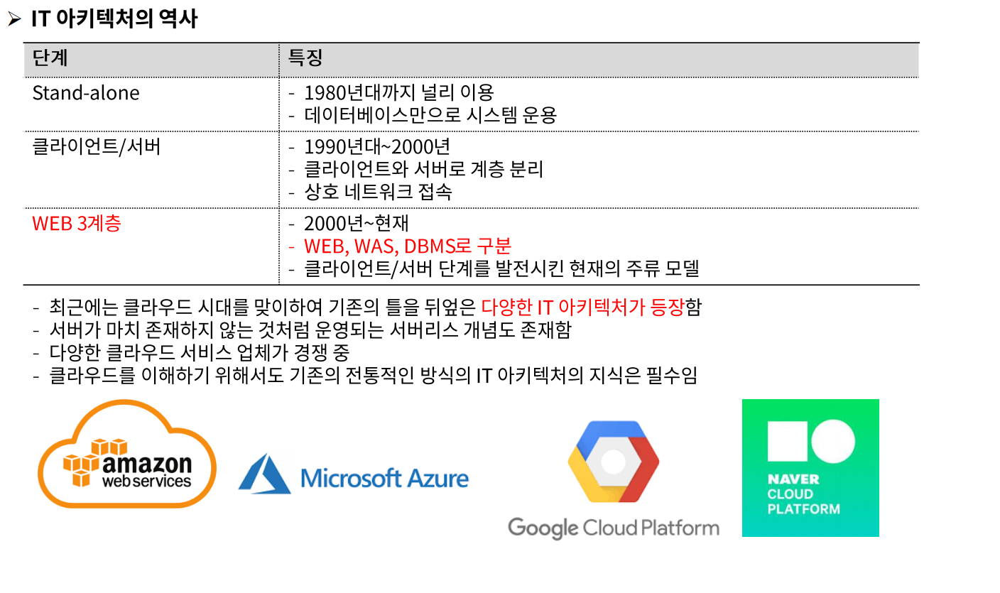 ➢ IT 아키텍처의 역사
단계
특징
Stand-alone
- 1980년대까지 널리 이용
- 데이터베이스만으로 시스템 운용
클라이언트/서버
- 1990년대~2000년
- 클라이언트와 서버로 계층 분리
- 상호 네트워크 접속
WEB 3계층
- 2000년~현재
- WEB, WAS, DBMS로 구분
- 클라이언트/서버 단계를 발전시킨 현재의 주류 모델
- 최근에는 클라우드 시대를 맞이하여 기존의 틀을 뒤엎은 다양한 IT 아키텍처가 등장함
- 서버가 마치 존재하지 않는 것처럼 운영되는 서버리스 개념도 존재함
- 다양한 클라우드 서비스 업체가 경쟁 중
- 클라우드를 이해하기 위해서도 기존의 전통적인 방식의 IT 아키텍처의 지식은 필수임
amazon
web services
Microsoft Azure
Google Cloud Platform
NAVER
CLOUD
PLATFORM